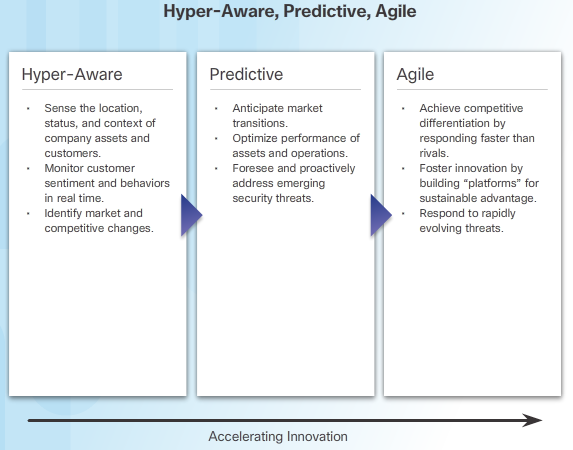 Hyper-Aware, Predictive, Agile
Hyper-Aware
• Sense the location,
status, and context of
company assets and
customers.
• Monitor customer
sentiment and behaviors
in real time.
• Identify market and
competitive changes.
Predictive
• Anticipate market
transitions.
• Optimize performance of
assets and operations.
• Foresee and proactively
address emerging
security threats.
Agile
• Achieve competitive
differentiation by
responding faster than
rivals.
• Foster innovation by
building “platforms” for
sustainable advantage.
• Respond to rapidly
evolving threats.
Accelerating Innovation